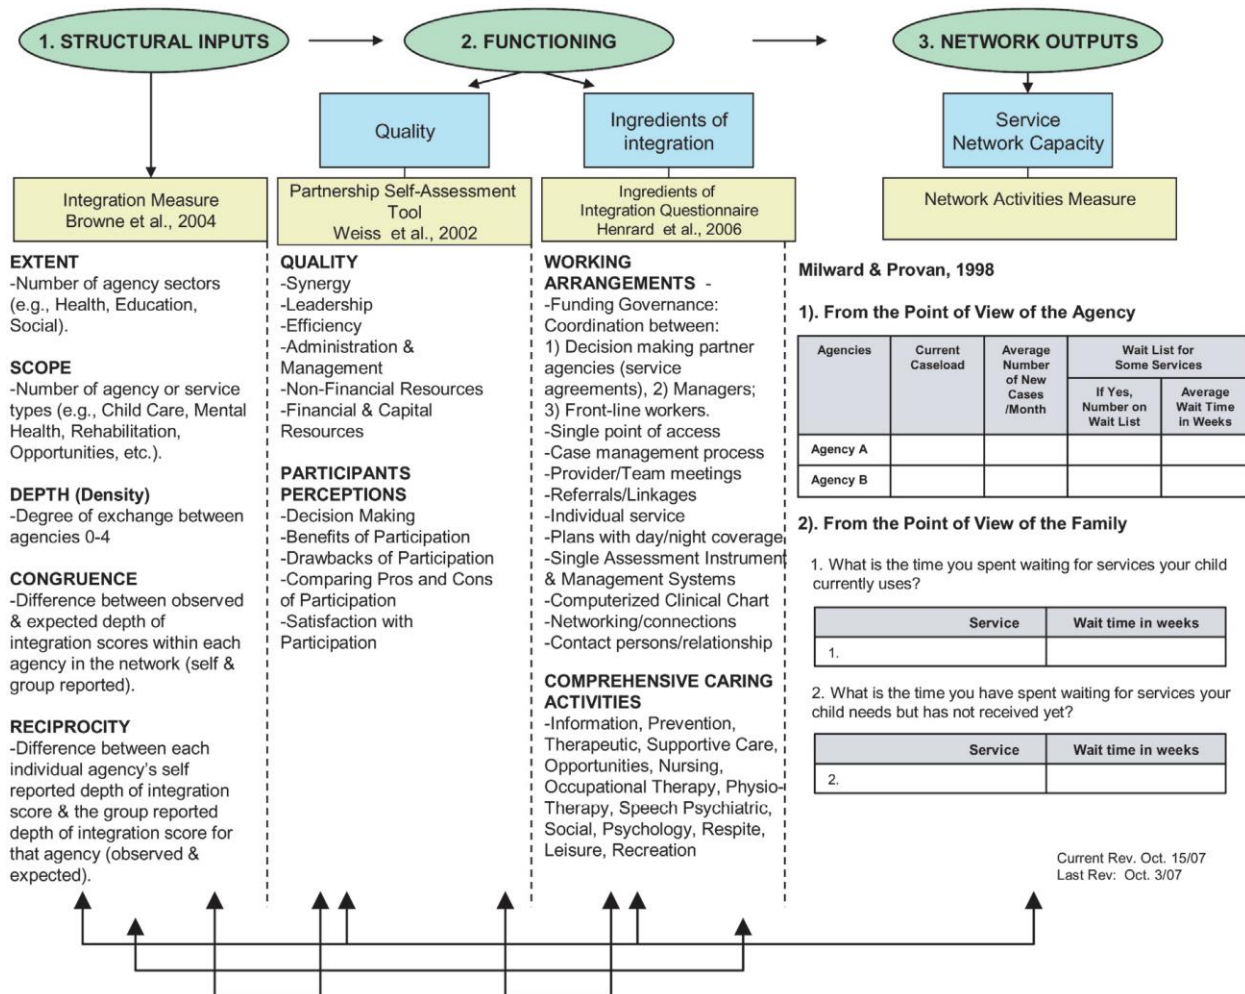 1. STRUCTURAL INPUTS
2. FUNCTIONING
3. NETWORK OUTPUTS
Quality
Ingredients of
integration
Service
Network Capacity
Integration Measure
Browne et al., 2004
Partnership Self-Assessment
Tool
Weiss et al., 2002
Ingredients of
Integration Questionnaire
Henrard et al., 2006
Network Activities Measure
EXTENT
-Number of agency sectors
(e.g., Health, Education,
Social).
SCOPE
-Number of agency or service
types (e.g., Child Care, Mental
Health, Rehabilitation,
Opportunities, etc.).
DEPTH (Density)
-Degree of exchange between
agencies 0-4
CONGRUENCE
-Difference between observed
& expected depth of
integration scores within each
agency in the network (self &
group reported).
RECIPROCITY
-Difference between each
individual agency's self
reported depth of integration
score & the group reported
depth of integration score for
that agency (observed &
expected).
QUALITY
-Synergy
-Leadership
-Efficiency
-Administration &
Management
-Non-Financial Resources
-Financial & Capital
Resources
PARTICIPANTS
PERCEPTIONS
-Decision Making
-Benefits of Participation
-Drawbacks of Participation
-Comparing Pros and Cons
of Participation
-Satisfaction with
Participation
WORKING
ARRANGEMENTS -
-Funding Governance:
Coordination between:
1) Decision making partner
agencies (service
agreements), 2) Managers;
3) Front-line workers.
-Single point of access
-Case management process
-Provider/Team meetings
-Referrals/Linkages
-Individual service
-Plans with day/night coverage
-Single Assessment Instrument
& Management Systems
-Computerized Clinical Chart
-Networking/connections
-Contact persons/relationship
COMPREHENSIVE CARING
ACTIVITIES
-Information, Prevention,
Therapeutic, Supportive Care,
Opportunities, Nursing,
Occupational Therapy, Physio-
Therapy, Speech Psychiatric,
Social, Psychology, Respite,
Leisure, Recreation
Milward & Provan, 1998
1). From the Point of View of the Agency
Agencies
Current
Caseload
Average
Number
of New
Cases
/Month
Wait List for
Some Services
If Yes,
Number on
Wait List
Average
Wait Time
in Weeks
Agency A
Agency B
2). From the Point of View of the Family
1. What is the time you spent waiting for services your child
currently uses?
Service Wait time in weeks
1.
2. What is the time you have spent waiting for services your
child needs but has not received yet?
Service Wait time in weeks
2.
Current Rev. Oct. 15/07
Last Rev: Oct. 3/07